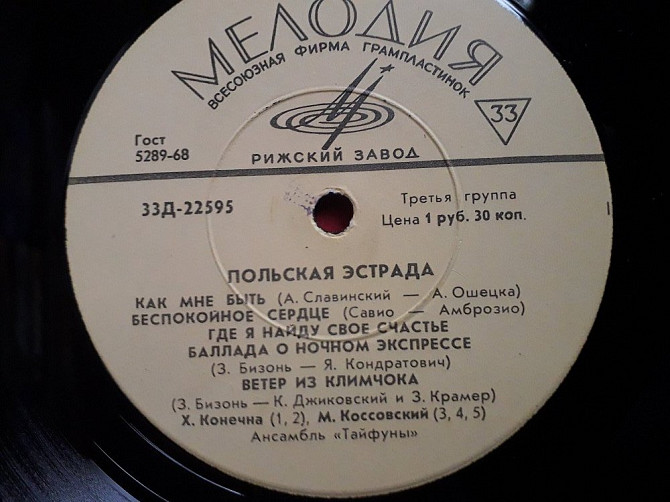 МЕЛОДИЯ
ВСЕСОЮЗНАЯ ФИРМА ГРАМПЛАСТИНОК
33
Гост
5289-68
РИЖСКИЙ ЗАВОД
33Д-22595
Третья группа
Цена 1 руб. 30 коп.
ПОЛЬСКАЯ ЭСТРАДА
КАК МНЕ БЫТЬ (А. Славинский — А. Ошецка)
БЕСПОКОЙНОЕ СЕРДЦЕ (Савио — Амброзио)
ГДЕ Я НАЙДУ СВОЕ СЧАСТЬЕ
БАЛЛАДА О НОЧНОМ ЭКСПРЕССЕ
(З. Бизонь — Я. Кондратович)
ВЕТЕР ИЗ КЛИМЧОКА
(З. Бизонь — К. Джиковский и З. Крамер)
Х. Конечна (1, 2), М. Коссовский (3, 4, 5)
Ансамбль «Тайфуны»